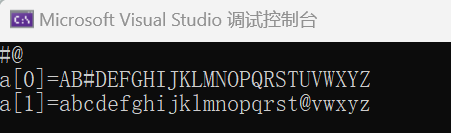 Microsoft Visual Studio 调试控制台
#@
a[0]=AB#DEFGHIJKLMNOPQRSTUVWXYZ
a[1]=abcdefghijklmnopqrst@vwxyz